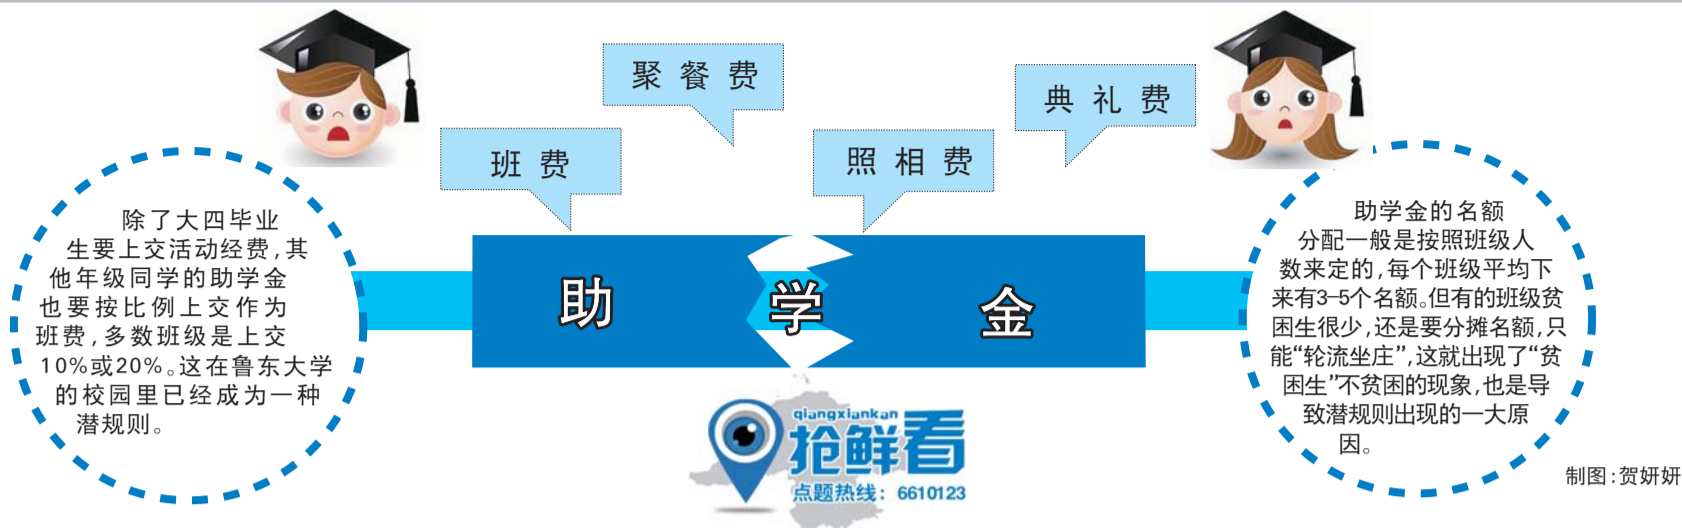 聚餐费
典礼费
班费
照相费
除了大四毕业
生要上交活动经费,其
他年级同学的助学金
也要按比例上交作为
班费,多数班级是上交
10%或20%。这在鲁东大学
的校园里已经成为一种
潜规则。
助学金
助学金的名额
分配一般是按照班级人
数来定的,每个班级平均下
来有3-5个名额。但有的班级贫
困生很少,还是要分摊名额,只
能“轮流坐庄”,这就出现了“贫
困生”不贫困的现象,也是导
致潜规则出现的一大原
因。
qiangxiankan
抢鲜看
点题热线：6610123
制图:贺妍妍